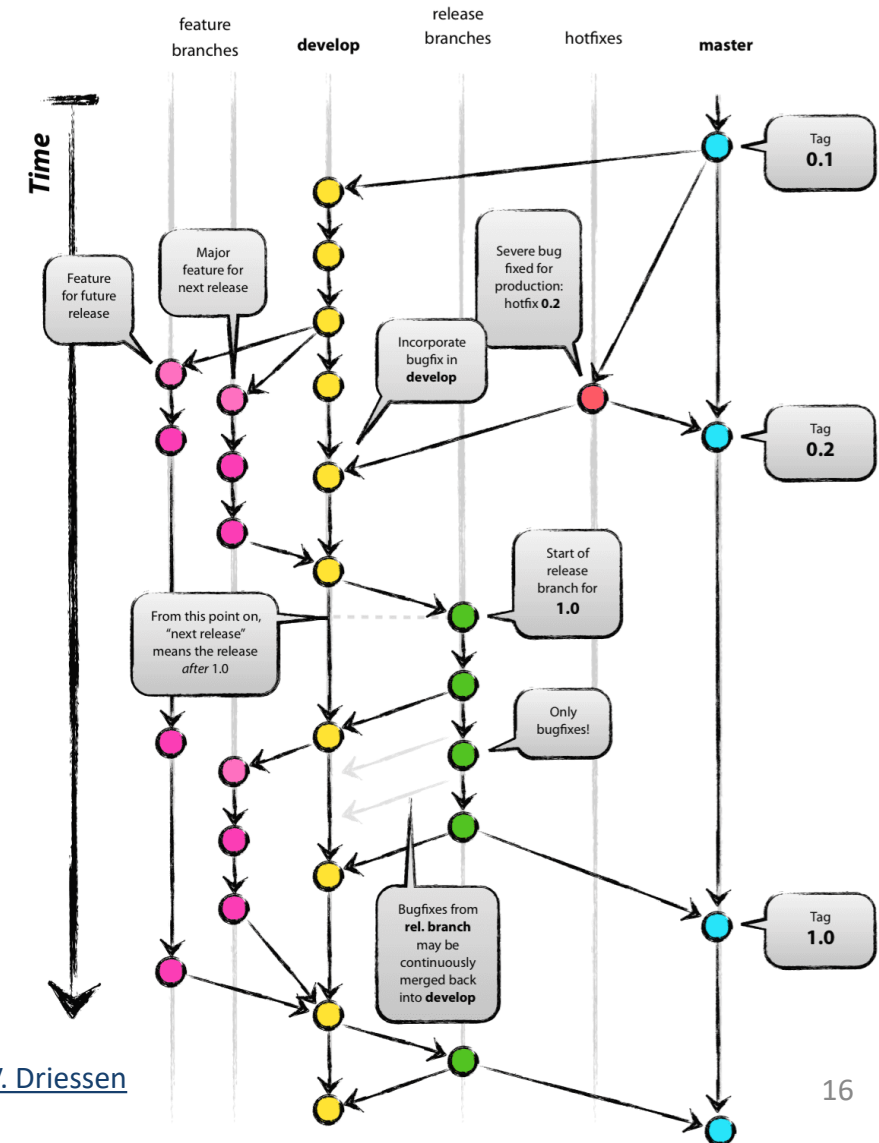 feature
branches
develop
release
branches
hotfixes
master
Time
Tag
0.1
Major
feature for
next release
Severe bug
fixed for
production:
hotfix 0.2
Feature
for future
release
Incorporate
bugfix in
develop
Tag
0.2
Start of
release
branch for
1.0
From this point on,
“next release”
means the release
after 1.0
Only
bugfixes!
Bugfixes from
rel. branch
may be
continuously
merged back
into develop
Tag
1.0
Driessen
16